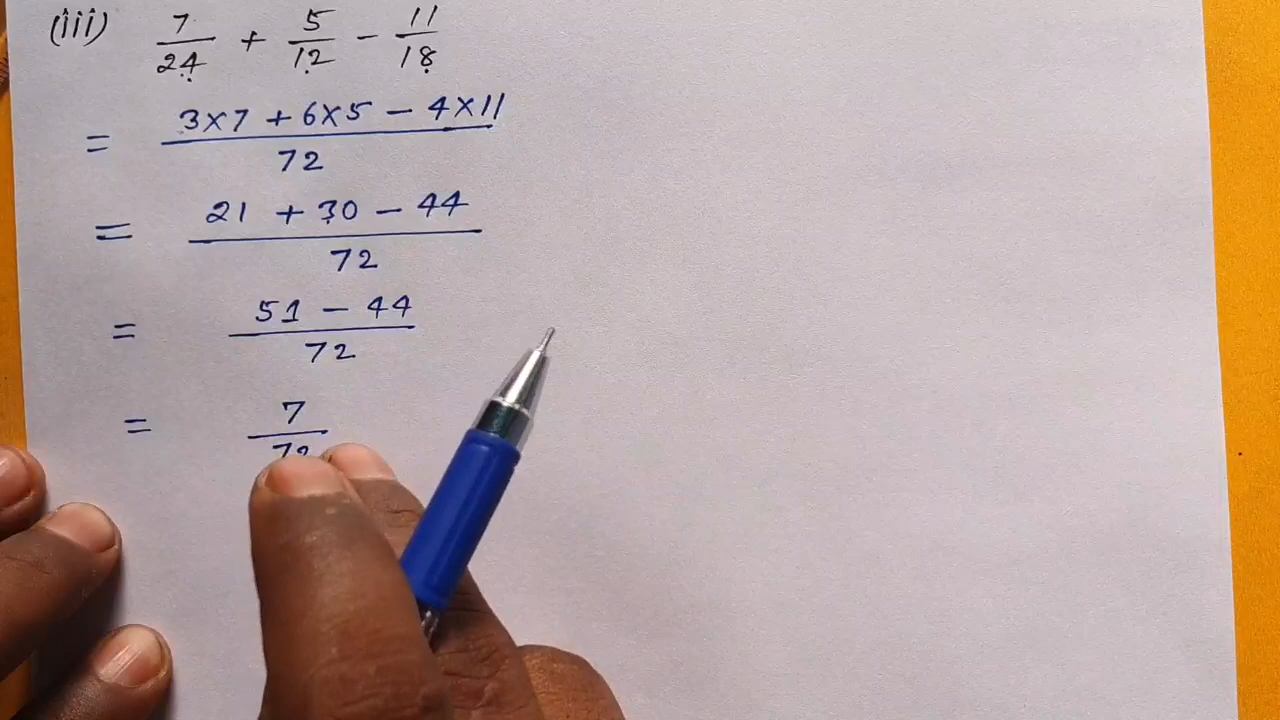 (iii) 7/24 + 5/12 - 11/18
= (3×7 + 6×5 - 4×11)/72
= (21 + 30 - 44)/72
= (51 - 44)/72
= 7/72